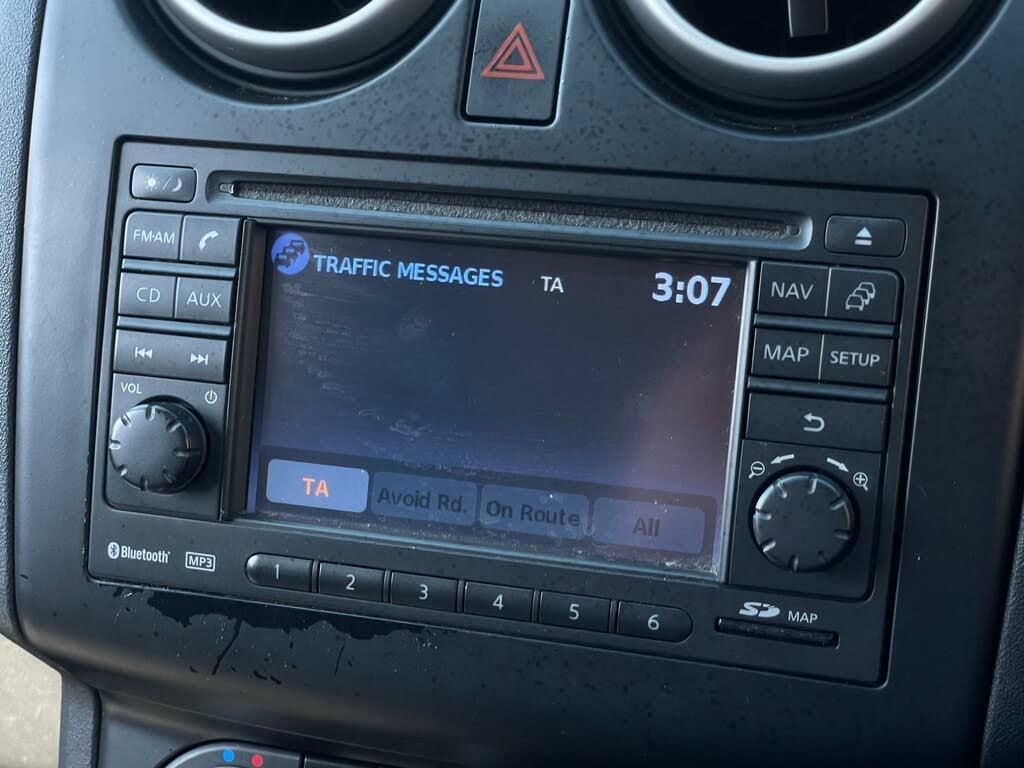 FM·AM
CD
AUX
VOL
TRAFFIC MESSAGES TA 3:07
TA
Avoid Rd.
On Route
All
NAV
MAP
SETUP
Bluetooth®
MP3
1
2
3
4
5
6
SD MAP